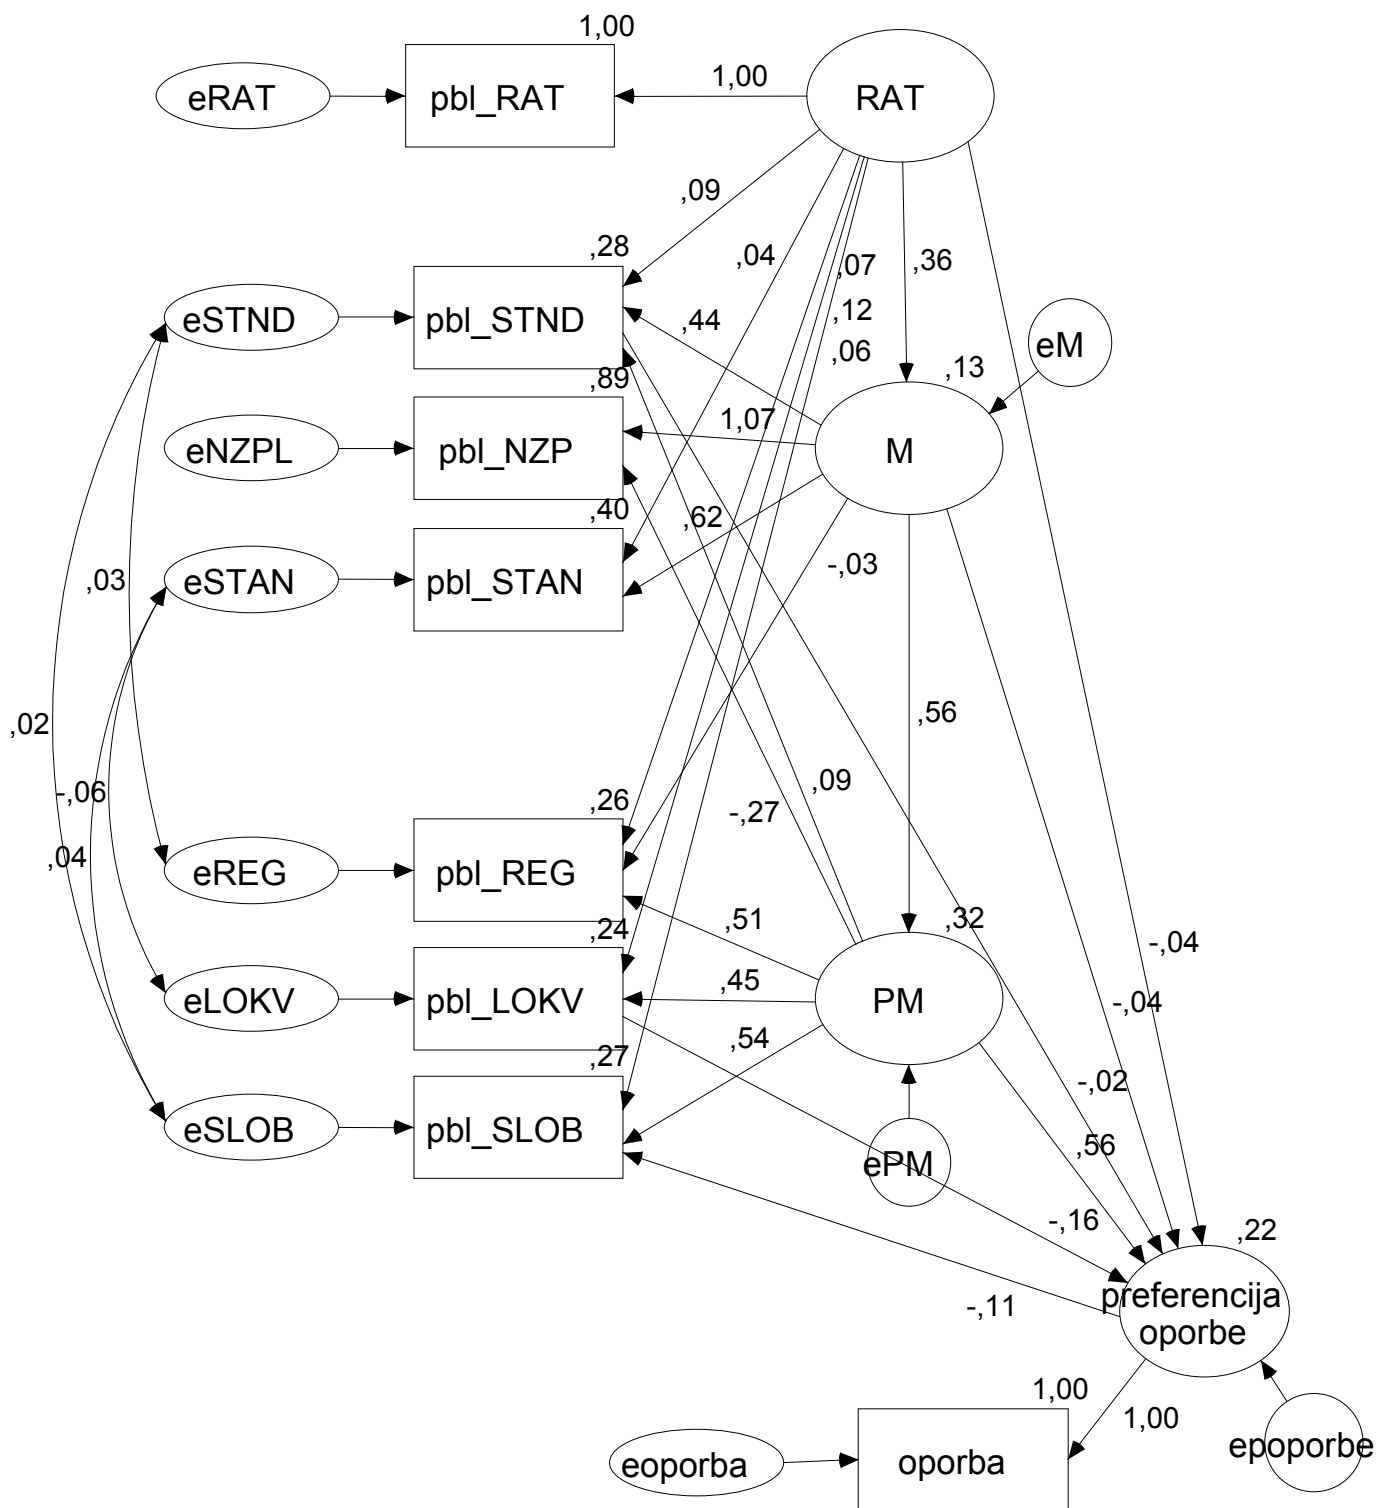 1,00
eRAT
pbl_RAT
1,00
RAT
,09
,28
,04
,07
,36
eSTND
pbl_STND
,44
,12
,06
eM
,13
,89
1,07
eNZPL
pbl_NZP
M
,40
,62
,03
eSTAN
pbl_STAN
-,03
,02
,56
-,06
,09
,26
-,27
,04
eREG
pbl_REG
,51
,32
,24
-,04
eLOKV
pbl_LOKV
,45
PM
-,04
,54
,27
-,02
eSLOB
pbl_SLOB
,56
ePM
-,16
,22
preferencija
oporbe
-,11
1,00
1,00
eoporba
oporba
epoporbe